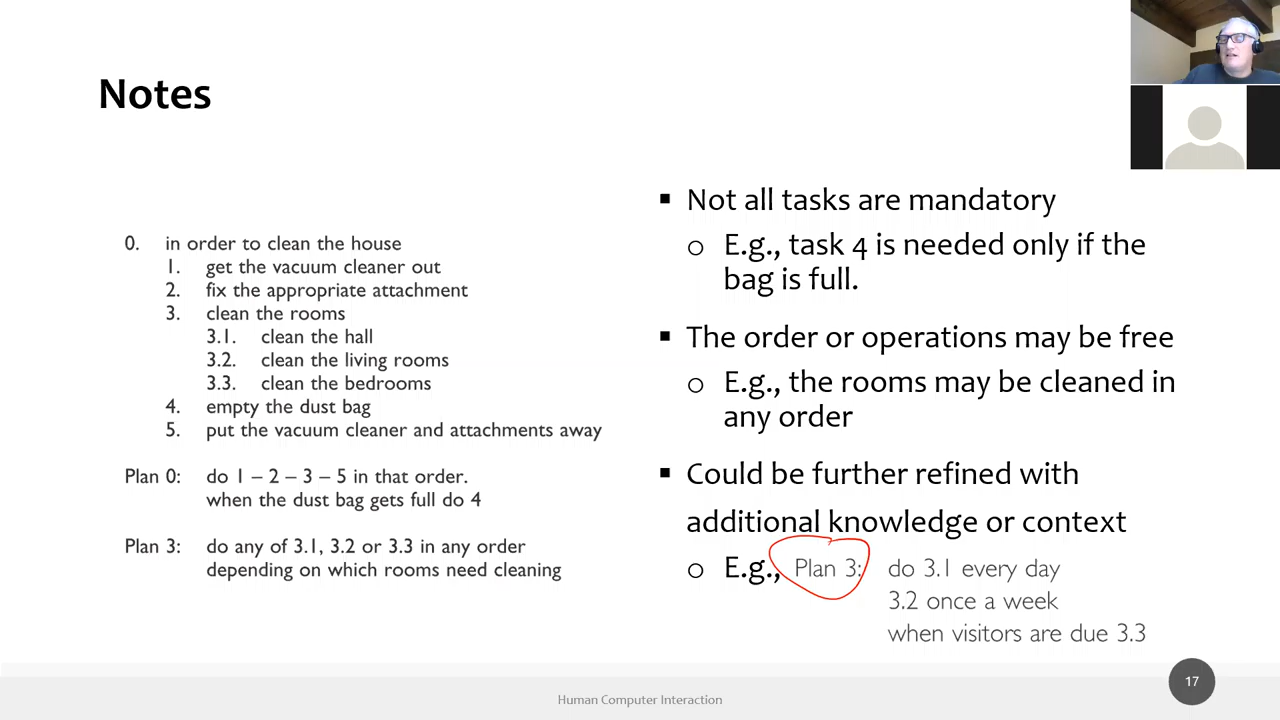 Notes
0. in order to clean the house
1. get the vacuum cleaner out
2. fix the appropriate attachment
3. clean the rooms
3.1. clean the hall
3.2. clean the living rooms
3.3. clean the bedrooms
4. empty the dust bag
5. put the vacuum cleaner and attachments away
Plan 0: do 1 – 2 – 3 – 5 in that order.
when the dust bag gets full do 4
Plan 3: do any of 3.1, 3.2 or 3.3 in any order
depending on which rooms need cleaning
▪ Not all tasks are mandatory
o E.g., task 4 is needed only if the
bag is full.
▪ The order or operations may be free
o E.g., the rooms may be cleaned in
any order
▪ Could be further refined with
additional knowledge or context
o E.g., Plan 3: do 3.1 every day
3.2 once a week
when visitors are due 3.3
Human Computer Interaction
17